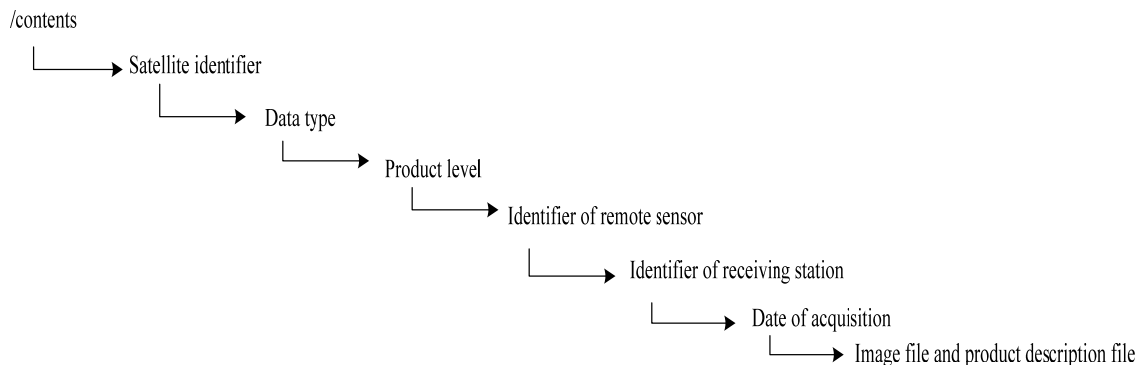 /contents
Satellite identifier
Data type
Product level
Identifier of remote sensor
Identifier of receiving station
Date of acquisition
Image file and product description file